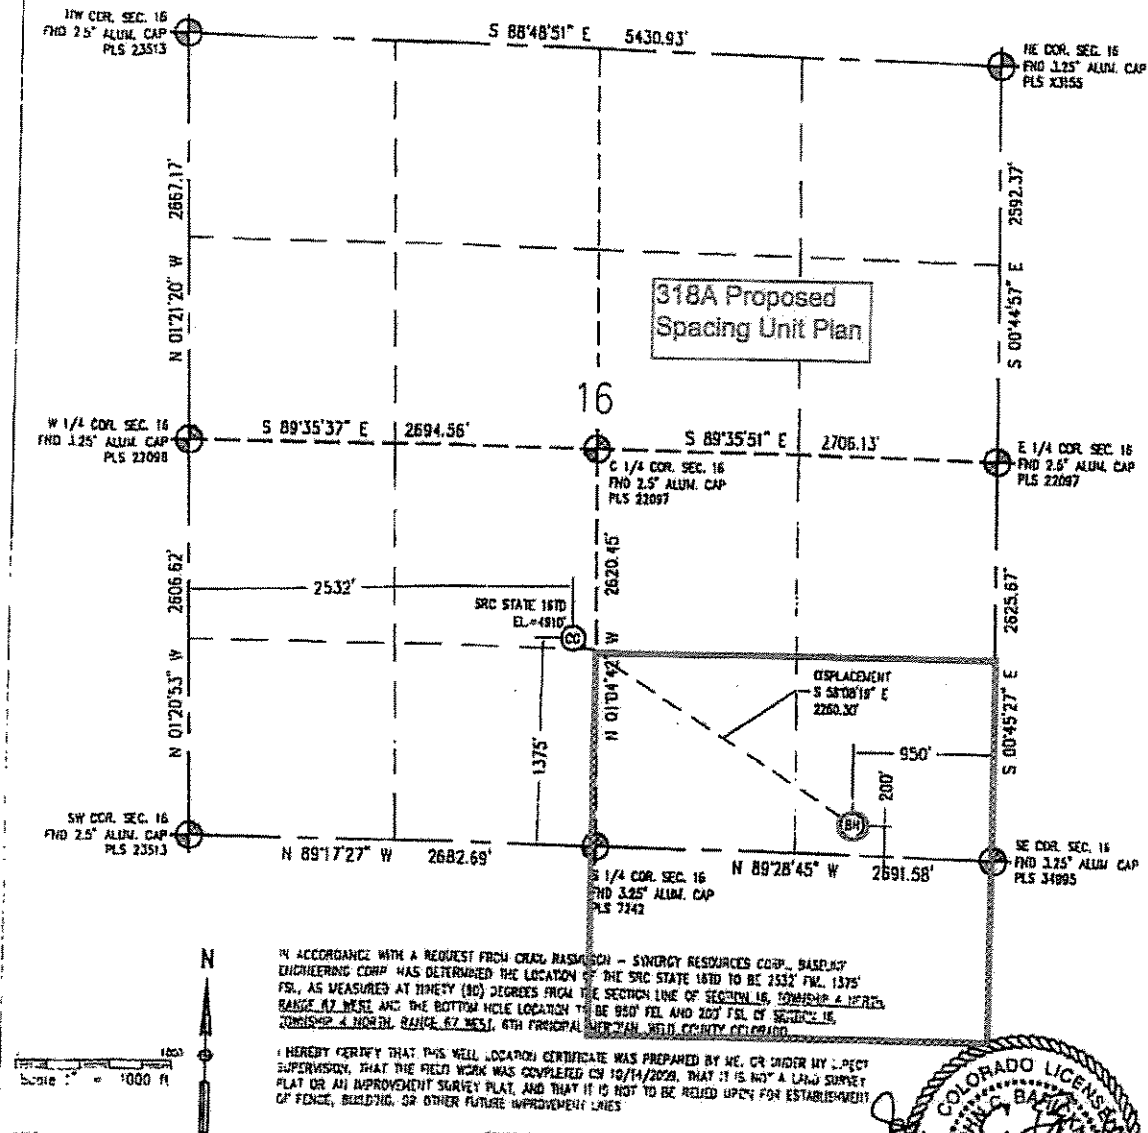 NW COR. SEC. 16
FND 2.5" ALUM. CAP
PLS 23513
S 88°48'51" E 5430.93'
NE COR. SEC. 16
FND 3.25" ALUM. CAP
PLS
N 01°21'20" W 2667.17'
S 00°44'57" E 2592.37'
318A Proposed
Spacing Unit Plan
16
W 1/4 COR. SEC. 16
FND 3.25" ALUM. CAP
PLS 22098
S 89°35'37" E 2694.56'
S 89°35'51" E 2706.13'
C 1/4 COR. SEC. 16
FND 2.5" ALUM. CAP
PLS 22097
E 1/4 COR. SEC. 16
FND 2.5" ALUM. CAP
PLS 22097
N 01°20'53" W 2606.62'
2532'
SRC STATE 16TD
EL.=4910'
CC
N 01°04'42" W 2620.45'
S 00°45'27" E 2625.67'
1375'
DISPLACEMENT
S 58°08'19" E
2260.30'
950'
200'
BH
SW COR. SEC. 16
FND 2.5" ALUM. CAP
PLS 23513
N 89°17'27" W 2682.69'
S 1/4 COR. SEC. 16
FND 3.25" ALUM. CAP
PLS 7242
N 89°28'45" W 2691.58'
SE COR. SEC. 16
FND 3.25" ALUM CAP
PLS 34995
N
IN ACCORDANCE WITH A REQUEST FROM CRAIG RASMUSON - SYNERGY RESOURCES CORP., BASELINE
ENGINEERING CORP HAS DETERMINED THE LOCATION OF THE SRC STATE 16TD TO BE 2532' FWL, 1375'
FSL, AS MEASURED AT NINETY (90) DEGREES FROM THE SECTION LINE OF SECTION 16, TOWNSHIP 4 NORTH,
RANGE 67 WEST, AND THE BOTTOM HOLE LOCATION TO BE 950' FEL AND 200' FSL OF SECTION 16,
TOWNSHIP 4 NORTH, RANGE 67 WEST, 6TH PRINCIPAL MERIDIAN, WELD COUNTY COLORADO.
I HEREBY CERTIFY THAT THIS WELL LOCATION CERTIFICATE WAS PREPARED BY ME, OR UNDER MY DIRECT
SUPERVISION, THAT THE FIELD WORK WAS COMPLETED ON 10/14/2009, THAT IT IS NOT A LAND SURVEY
PLAT OR AN IMPROVEMENT SURVEY PLAT, AND THAT IT IS NOT TO BE RELIED UPON FOR ESTABLISHMENT
OF FENCE, BUILDING, OR OTHER FUTURE IMPROVEMENT LINES
Scale 1" = 1000 ft
COLORADO LICENSED